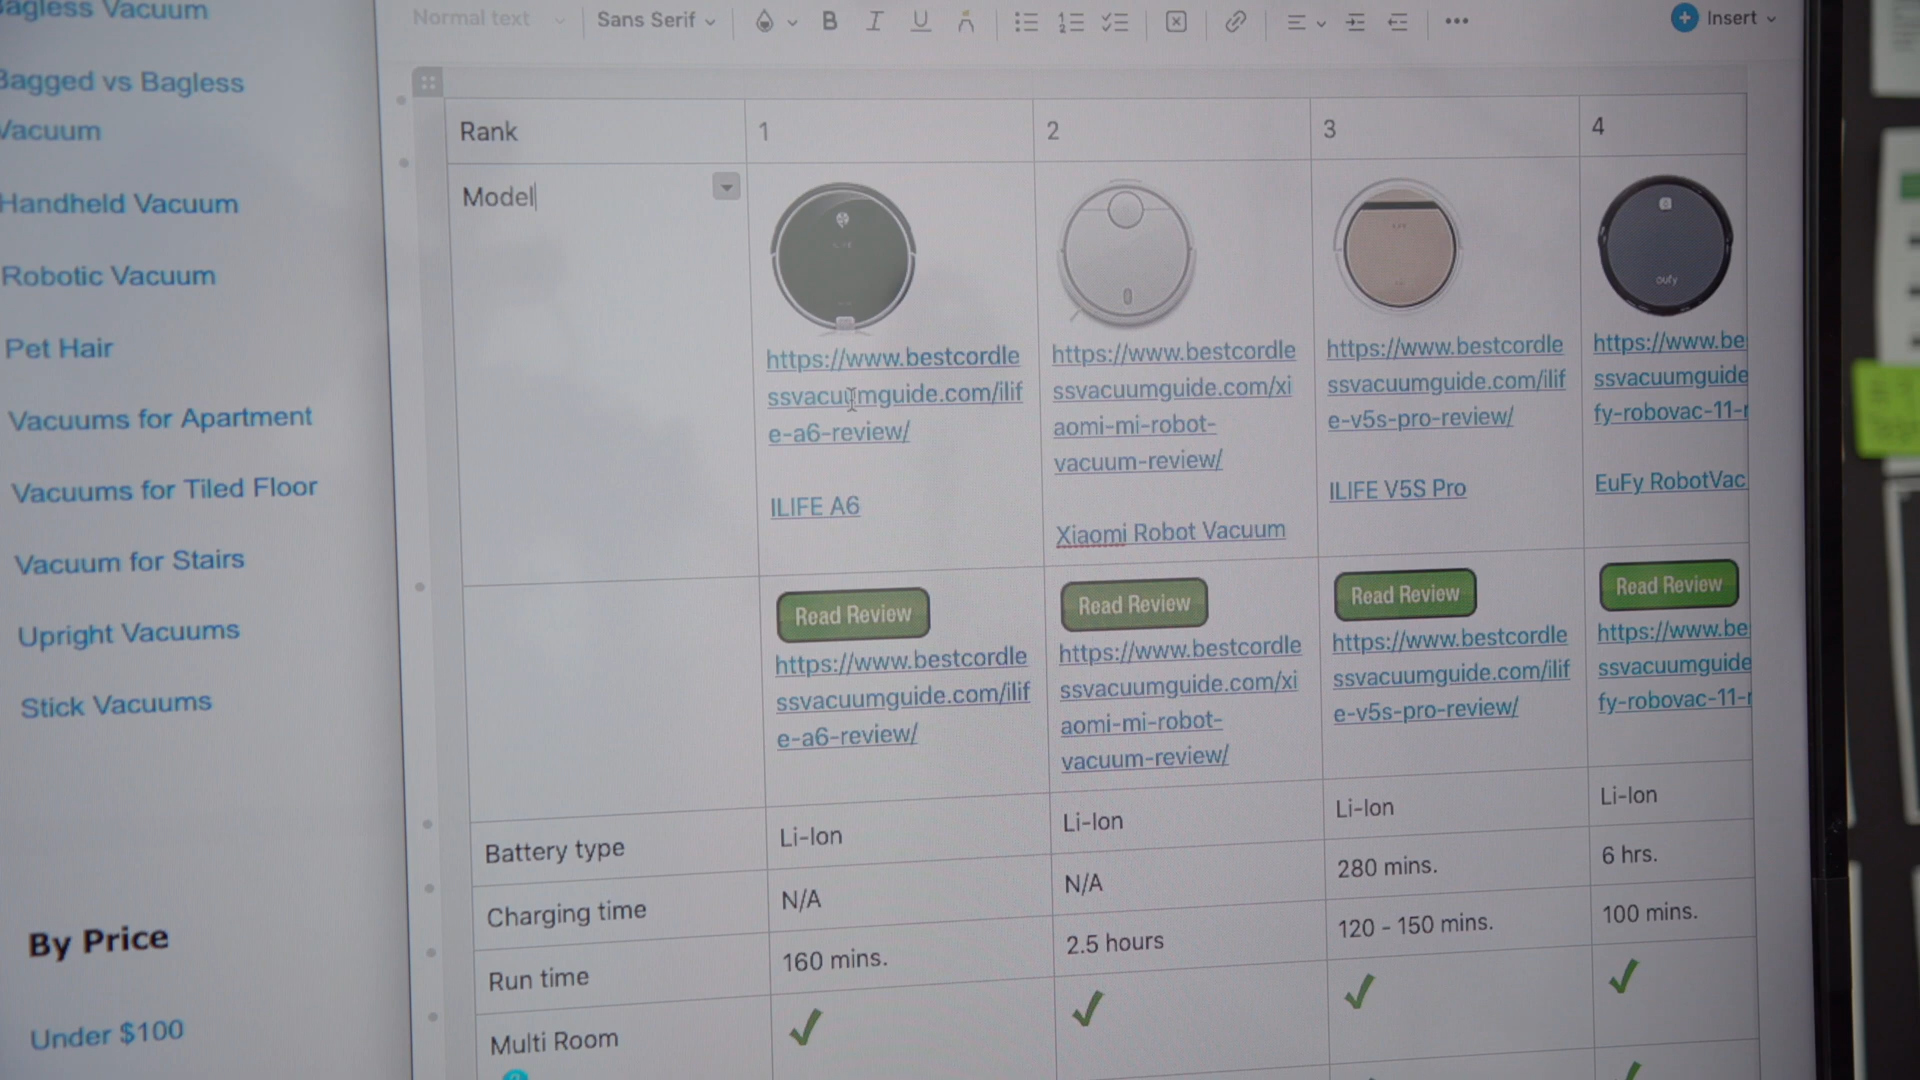 Bagless Vacuum
Bagged vs Bagless
Vacuum
Handheld Vacuum
Robotic Vacuum
Pet Hair
Vacuums for Apartment
Vacuums for Tiled Floor
Vacuum for Stairs
Upright Vacuums
Stick Vacuums
By Price
Under $100
Normal text Sans Serif B I U Insert
Rank 1 2 3 4
Model
eufy
https://www.bestcordle
ssvacuumguide.com/ilif
e-a6-review/
ILIFE A6
https://www.bestcordle
ssvacuumguide.com/xi
aomi-mi-robot-
vacuum-review/
Xiaomi Robot Vacuum
https://www.bestcordle
ssvacuumguide.com/ilif
e-v5s-pro-review/
ILIFE V5S Pro
https://www.be
ssvacuumguide
fy-robovac-11-
EuFy RobotVac
Read Review
https://www.bestcordle
ssvacuumguide.com/ilif
e-a6-review/
Read Review
https://www.bestcordle
ssvacuumguide.com/xi
aomi-mi-robot-
vacuum-review/
Read Review
https://www.bestcordle
ssvacuumguide.com/ilif
e-v5s-pro-review/
Read Review
https://www.be
ssvacuumguide
fy-robovac-11-
Battery type Li-Ion Li-Ion Li-Ion Li-Ion
Charging time N/A N/A 280 mins. 6 hrs.
Run time 160 mins. 2.5 hours 120 - 150 mins. 100 mins.
Multi Room ✓ ✓ ✓ ✓